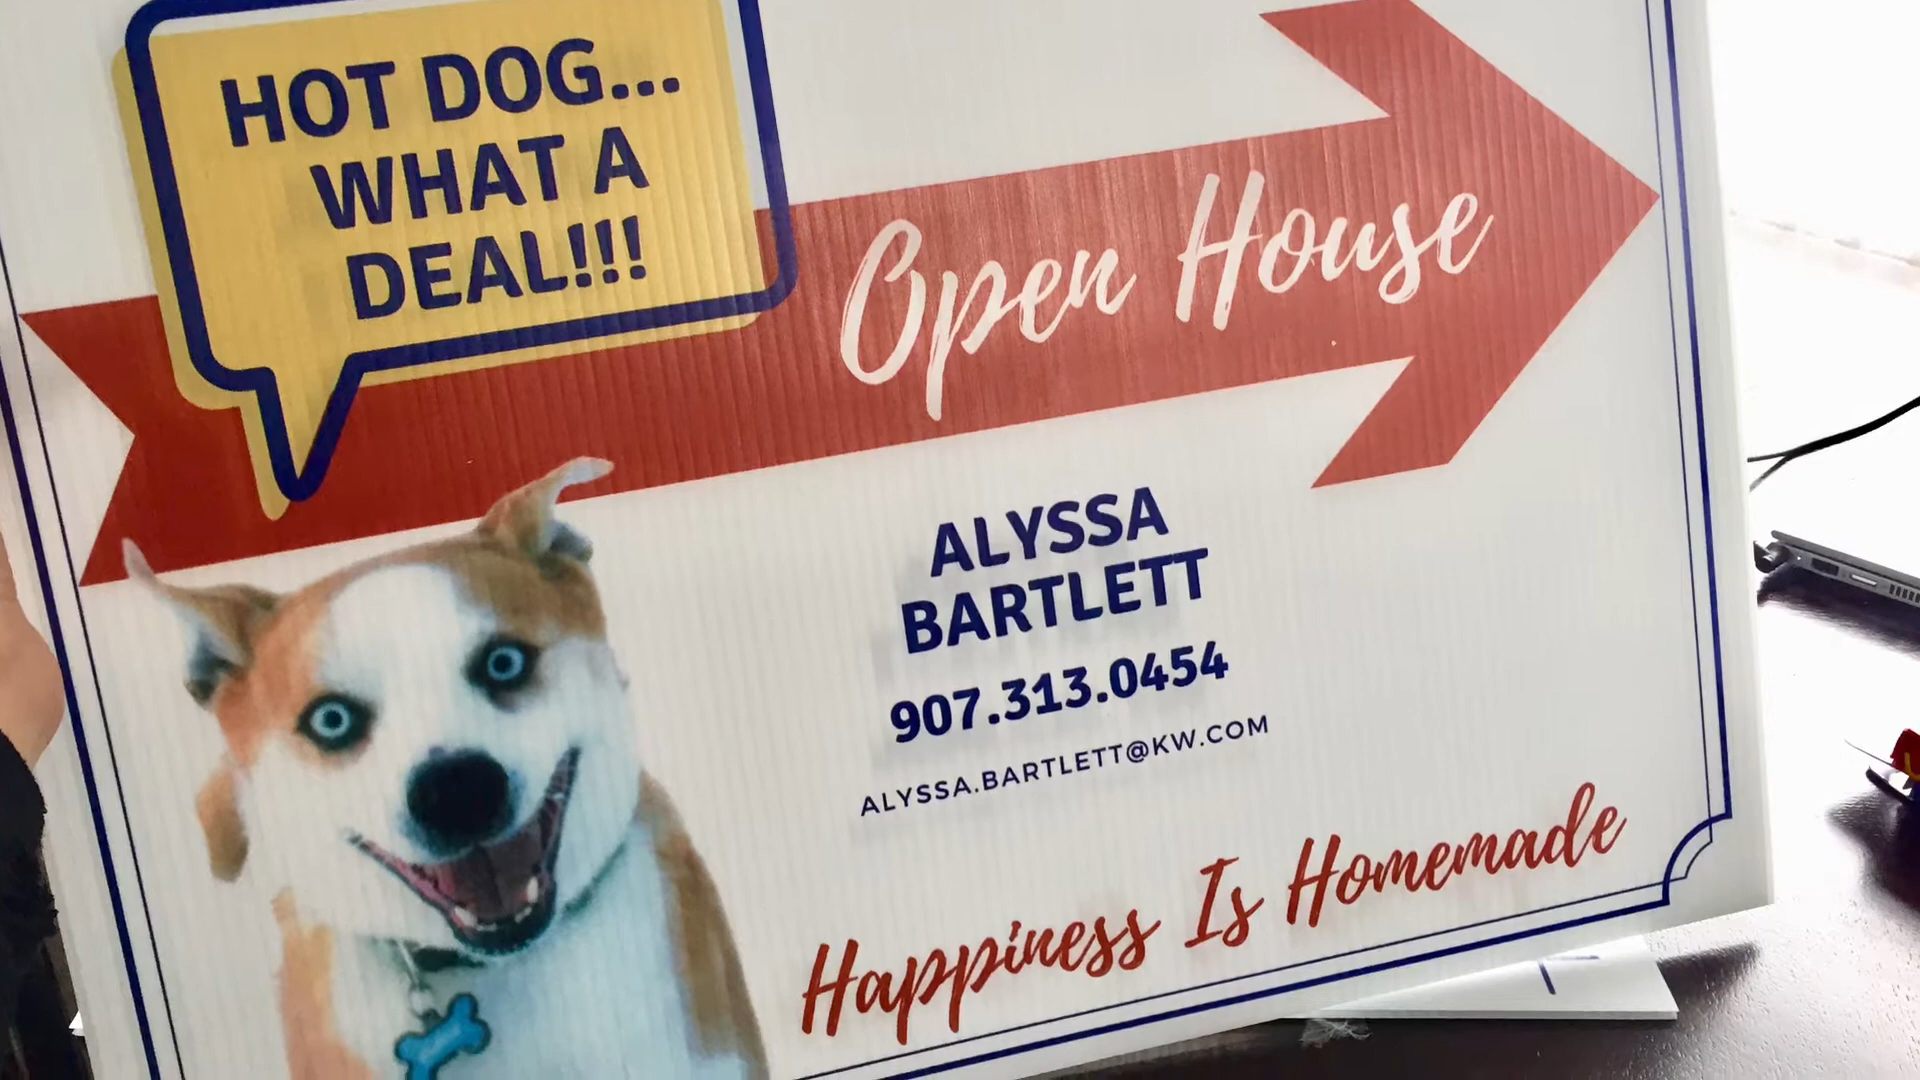 HOT DOG...
WHAT A
DEAL!!!
Open House
ALYSSA
BARTLETT
907.313.0454
ALYSSA.BARTLETT@KW.COM
Happiness Is Homemade